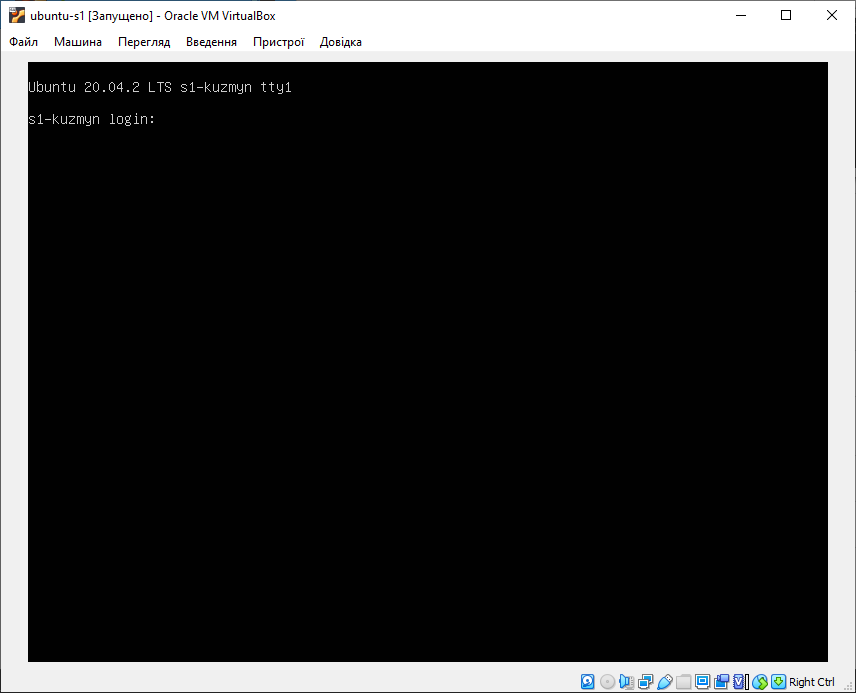 ubuntu-s1 [Запущено] - Oracle VM VirtualBox
Файл Машина Перегляд Введення Пристрої Довідка
Ubuntu 20.04.2 LTS s1-kuzmyn tty1
s1-kuzmyn login:
Right Ctrl